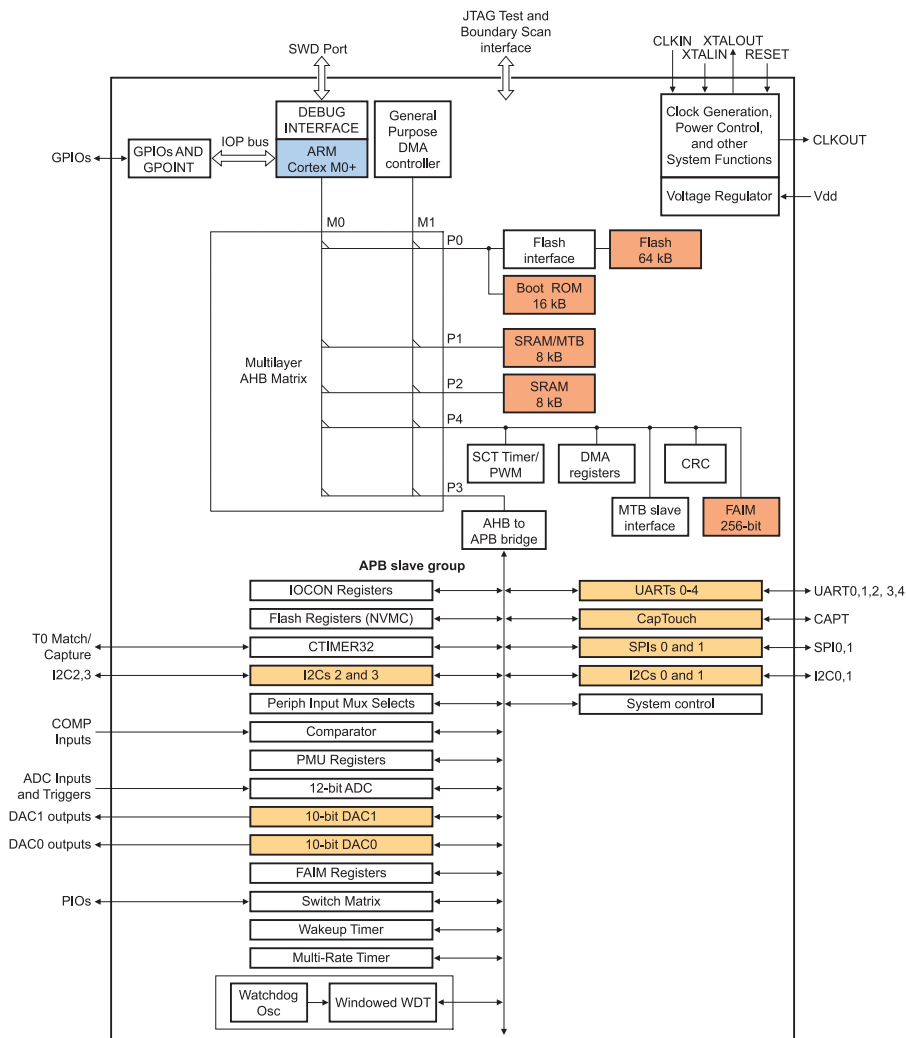 JTAG Test and
Boundary Scan
interface
SWD Port
CLKIN
XTALOUT
XTALIN
RESET
DEBUG
INTERFACE
ARM
Cortex M0+
General
Purpose
DMA
controller
Clock Generation,
Power Control,
and other
System Functions
CLKOUT
Voltage Regulator
Vdd
GPIOs
GPIOs AND
GPOINT
IOP bus
M0
M1
P0
Flash
interface
Flash
64 kB
Boot ROM
16 kB
P1
SRAM/MTB
8 kB
Multilayer
AHB Matrix
P2
SRAM
8 kB
P4
SCT Timer/
PWM
DMA
registers
CRC
P3
MTB slave
interface
FAIM
256-bit
AHB to
APB bridge
APB slave group
IOCON Registers
UARTs 0-4
UART0,1,2, 3,4
Flash Registers (NVMC)
CapTouch
CAPT
T0 Match/
Capture
CTIMER32
SPIs 0 and 1
SPI0,1
I2C2,3
I2Cs 2 and 3
I2Cs 0 and 1
I2C0,1
Periph Input Mux Selects
System control
COMP
Inputs
Comparator
PMU Registers
ADC Inputs
and Triggers
12-bit ADC
DAC1 outputs
10-bit DAC1
DAC0 outputs
10-bit DAC0
FAIM Registers
PIOs
Switch Matrix
Wakeup Timer
Multi-Rate Timer
Watchdog
Osc
Windowed WDT